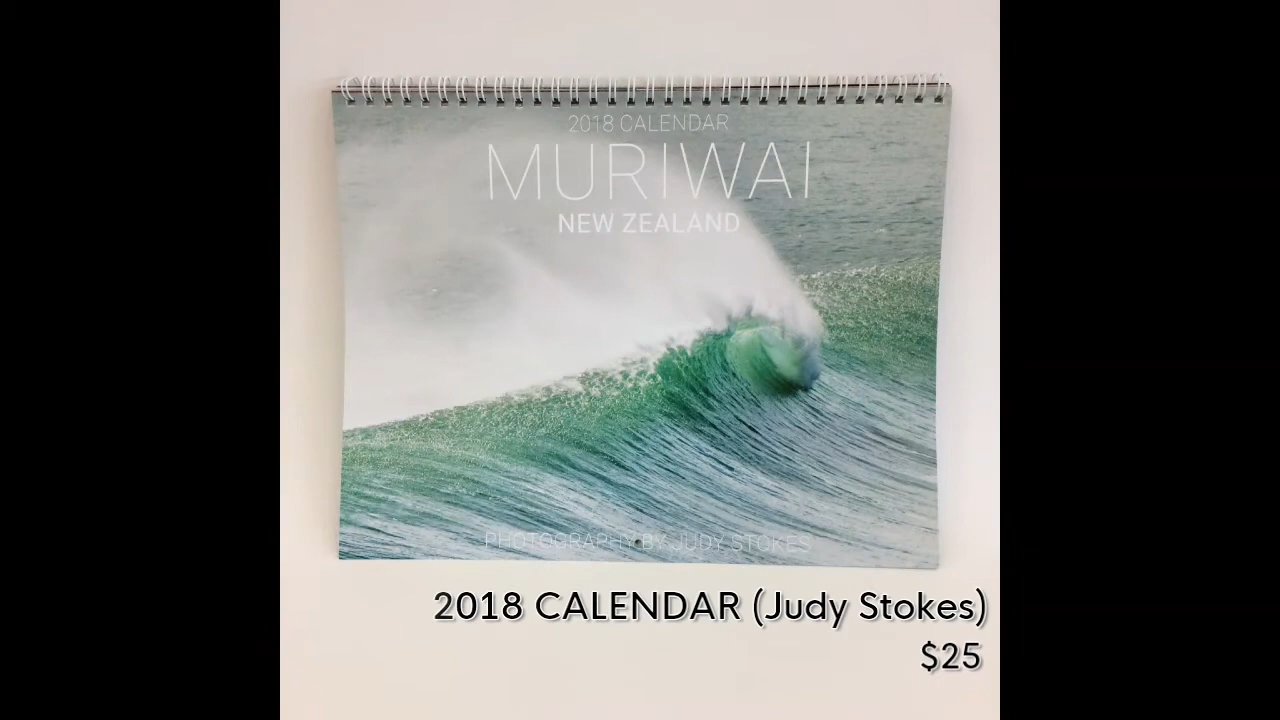 2018 CALENDAR
MURIWAI
NEW ZEALAND
PHOTOGRAPHY BY JUDY STOKES
2018 CALENDAR (Judy Stokes)
$25